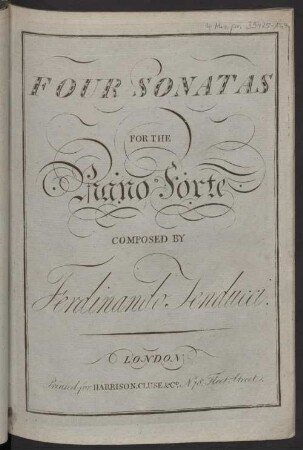 FOUR SONATAS
FOR THE
Piano Forte
COMPOSED BY
Ferdinando Tenducci.
LONDON
Printed for HARRISON, CLUSE & Co. No. 78 Fleet Street.